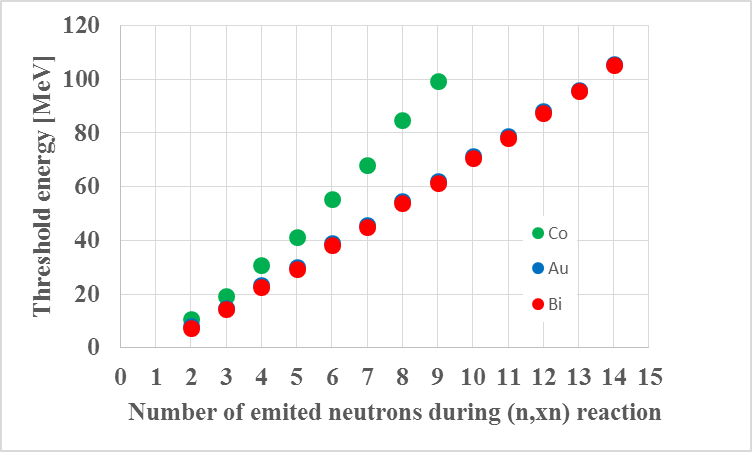 120
100
80
60
40
20
0
Threshold energy [MeV]
Co
Au
Bi
0 1 2 3 4 5 6 7 8 9 10 11 12 13 14 15
Number of emited neutrons during (n,xn) reaction